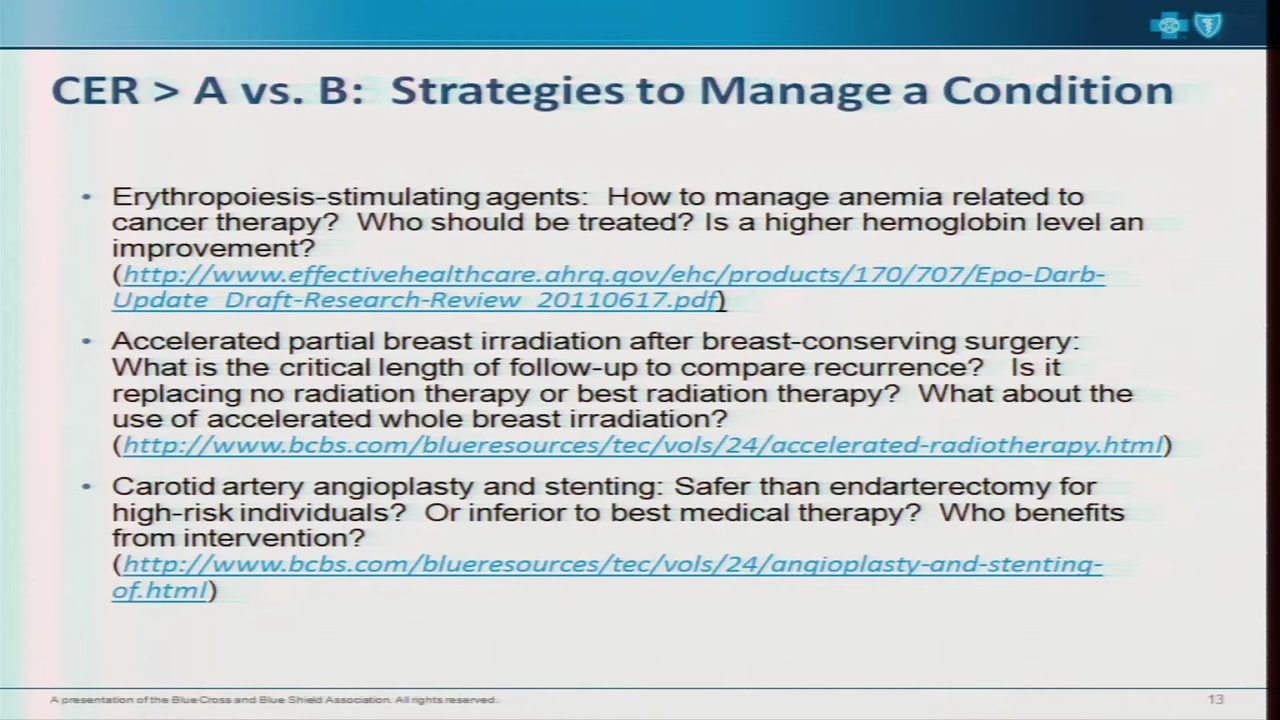 CER > A vs. B:  Strategies to Manage a Condition
• Erythropoiesis-stimulating agents:  How to manage anemia related to
cancer therapy?  Who should be treated? Is a higher hemoglobin level an
improvement?
(http://www.effectivehealthcare.ahrq.gov/ehc/products/170/707/Epo-Darb-
Update_Draft-Research-Review_20110617.pdf)
• Accelerated partial breast irradiation after breast-conserving surgery:
What is the critical length of follow-up to compare recurrence?  Is it
replacing no radiation therapy or best radiation therapy?  What about the
use of accelerated whole breast irradiation?
(http://www.bcbs.com/blueresources/tec/vols/24/accelerated-radiotherapy.html)
• Carotid artery angioplasty and stenting: Safer than endarterectomy for
high-risk individuals?  Or inferior to best medical therapy?  Who benefits
from intervention?
(http://www.bcbs.com/blueresources/tec/vols/24/angioplasty-and-stenting-
of.html)
A presentation of the Blue Cross and Blue Shield Association. All rights reserved.
13